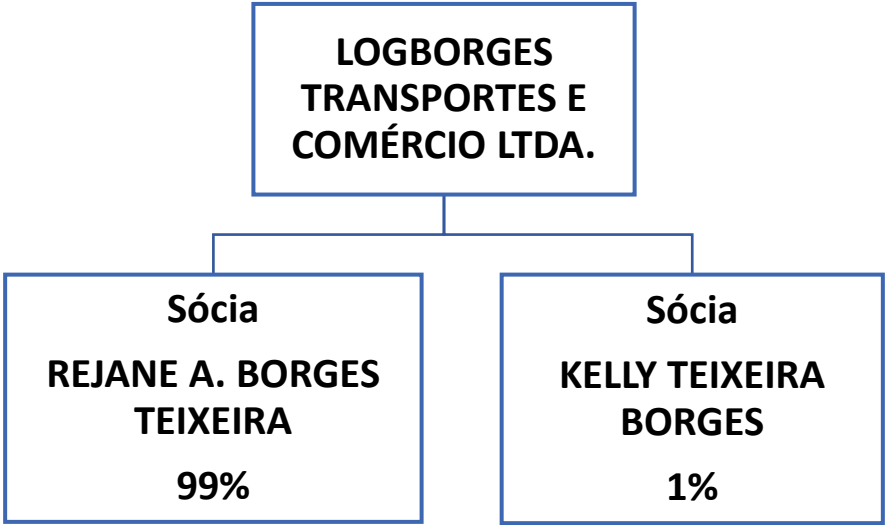 LOGBORGES
TRANSPORTES E
COMÉRCIO LTDA.
Sócia
REJANE A. BORGES
TEIXEIRA
99%
Sócia
KELLY TEIXEIRA
BORGES
1%